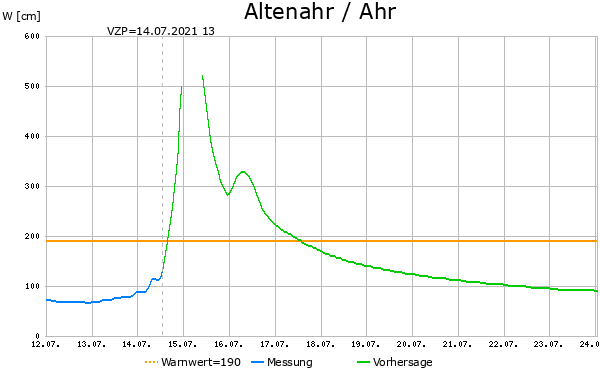 Altenahr / Ahr
W [cm]
VZP=14.07.2021 13
600
500
400
300
200
100
0
12.07. 13.07. 14.07. 15.07. 16.07. 17.07. 18.07. 19.07. 20.07. 21.07. 22.07. 23.07. 24.0
Warnwert=190 Messung Vorhersage